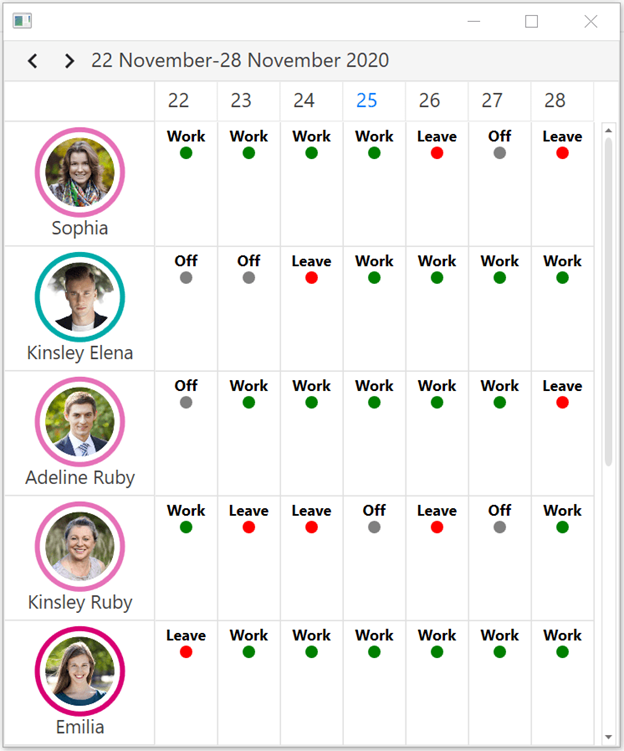 22 November-28 November 2020
22 23 24 25 26 27 28
Work Work Work Work Leave Off Leave
Sophia
Off Off Leave Work Work Work Work
Kinsley Elena
Off Work Work Work Work Work Leave
Adeline Ruby
Work Leave Leave Off Leave Off Work
Kinsley Ruby
Leave Work Work Work Work Work Work
Emilia